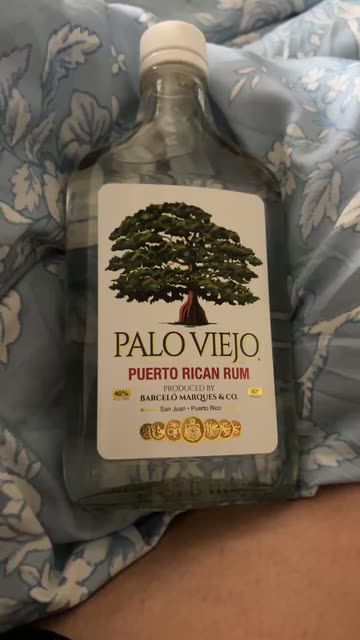 PALO VIEJO®
PUERTO RICAN RUM
PRODUCED BY
BARCELÓ MARQUES & CO.
40%
80°
San Juan • Puerto Rico